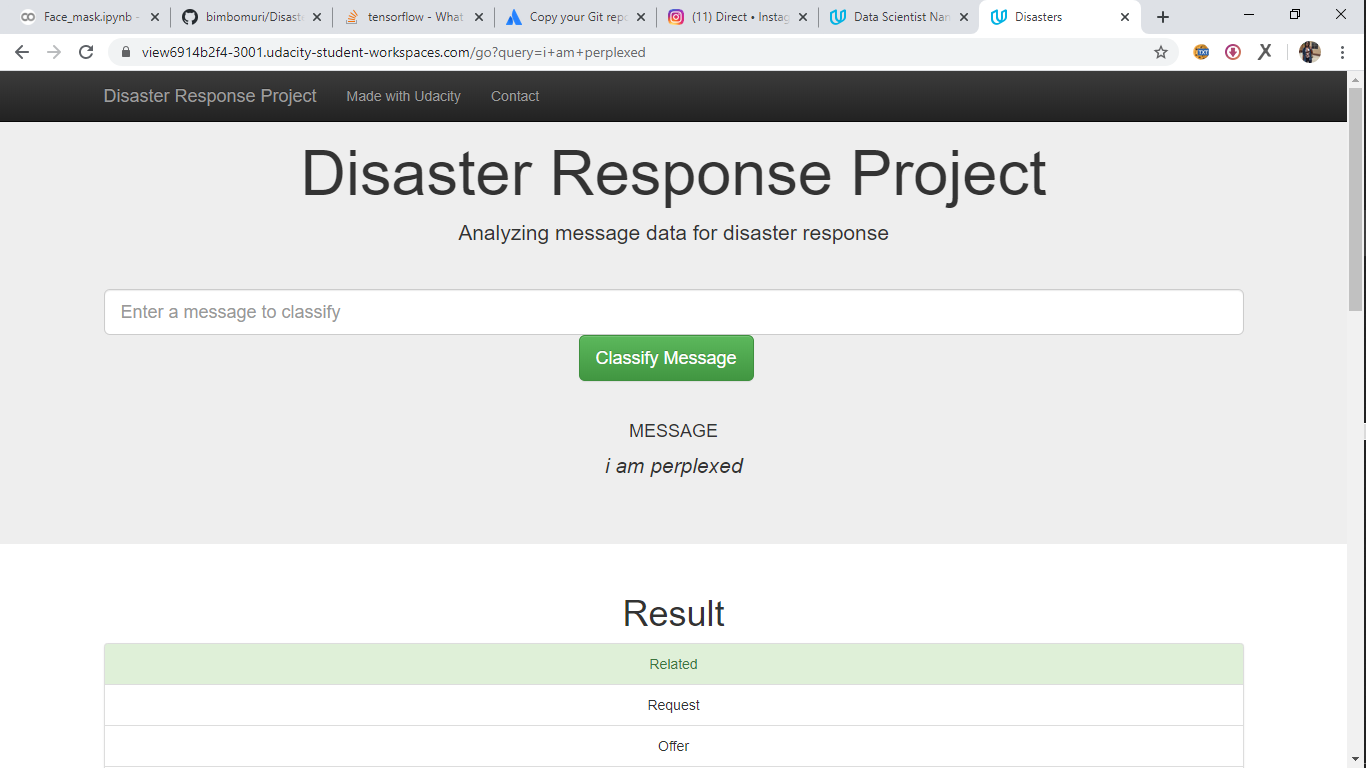 Face_mask.ipynb - bimbomuri/Disast tensorflow - What Copy your Git repo (11) Direct • Instag Data Scientist Nan Disasters
view6914b2f4-3001.udacity-student-workspaces.com/go?query=i+am+perplexed
Disaster Response Project Made with Udacity Contact
Disaster Response Project
Analyzing message data for disaster response
Enter a message to classify
Classify Message
MESSAGE
i am perplexed
Result
Related
Request
Offer